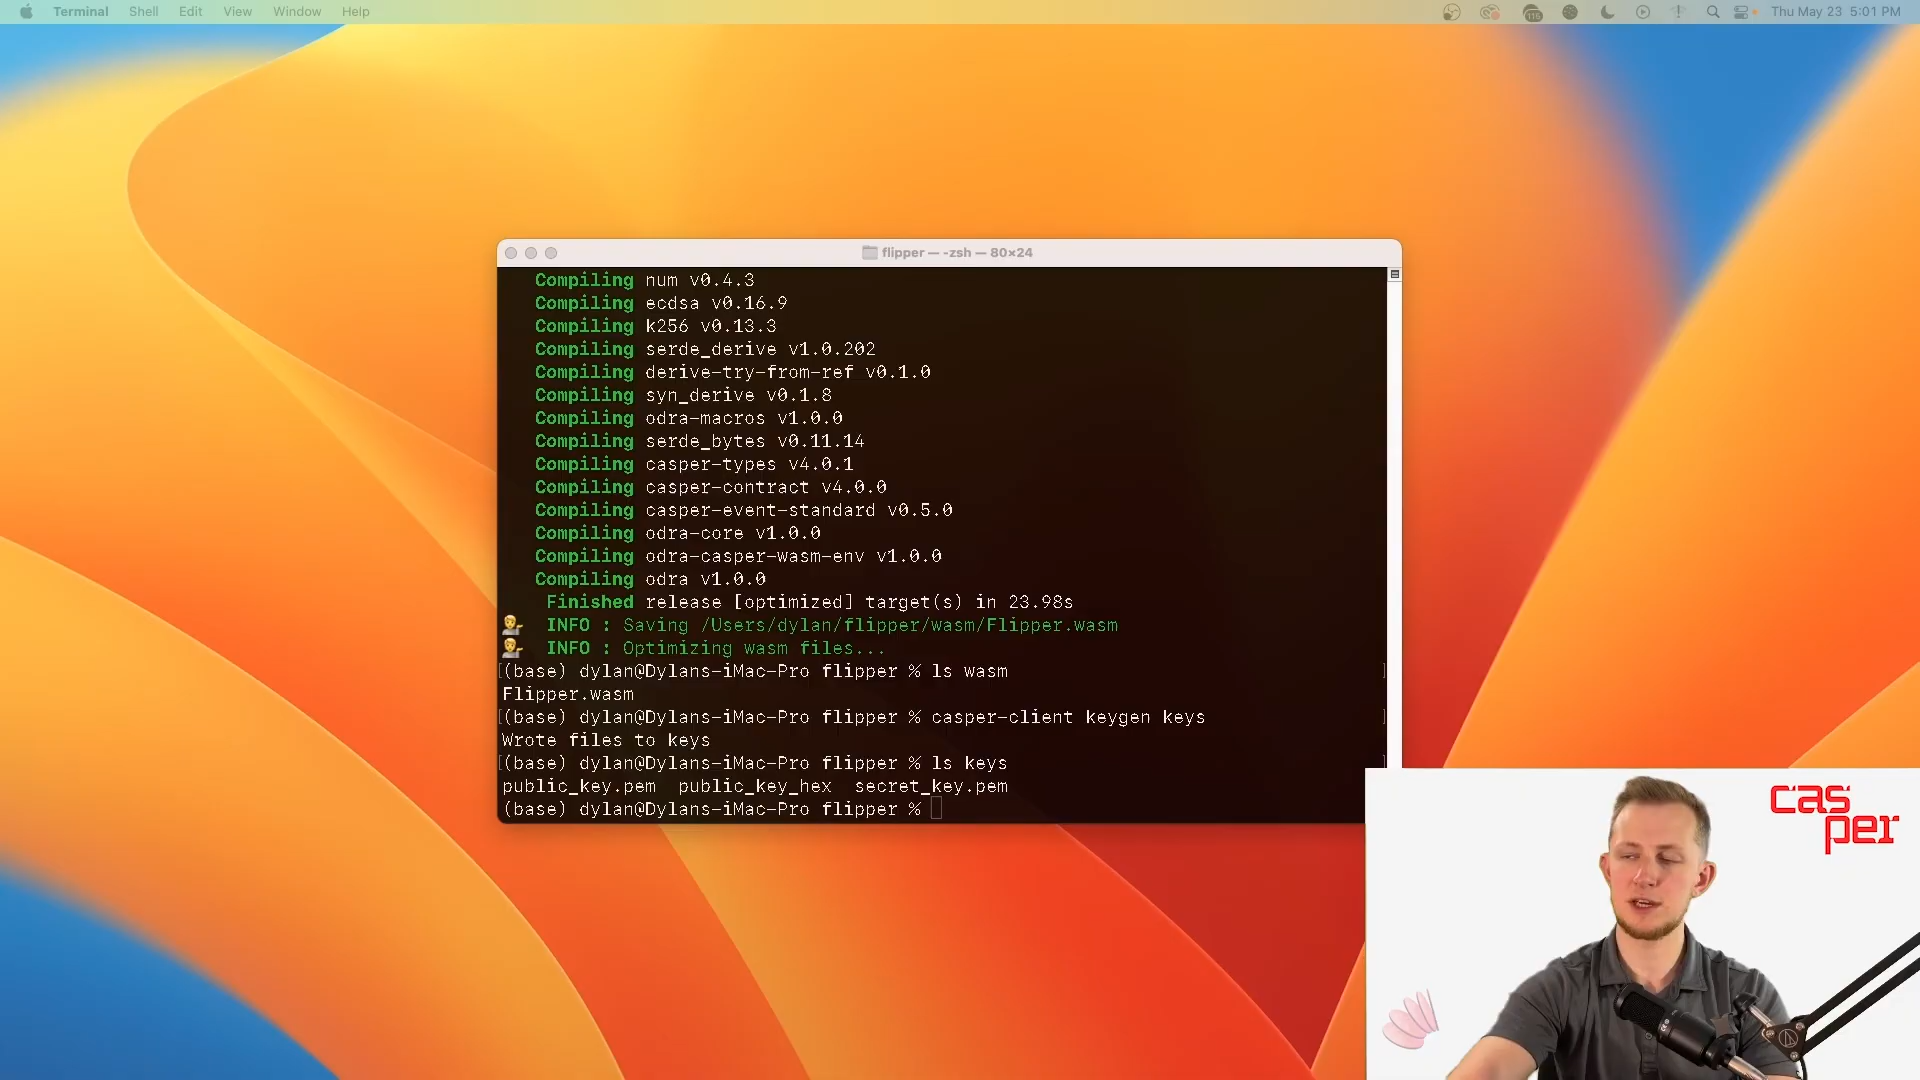 Terminal Shell Edit View Window Help
115 Thu May 23 5:01 PM
flipper — -zsh — 80×24
Compiling num v0.4.3
Compiling ecdsa v0.16.9
Compiling k256 v0.13.3
Compiling serde_derive v1.0.202
Compiling derive-try-from-ref v0.1.0
Compiling syn_derive v0.1.8
Compiling odra-macros v1.0.0
Compiling serde_bytes v0.11.14
Compiling casper-types v4.0.1
Compiling casper-contract v4.0.0
Compiling casper-event-standard v0.5.0
Compiling odra-core v1.0.0
Compiling odra-casper-wasm-env v1.0.0
Compiling odra v1.0.0
Finished release [optimized] target(s) in 23.98s
INFO : Saving /Users/dylan/flipper/wasm/Flipper.wasm
INFO : Optimizing wasm files...
[(base) dylan@Dylans-iMac-Pro flipper % ls wasm ]
Flipper.wasm
[(base) dylan@Dylans-iMac-Pro flipper % casper-client keygen keys ]
Wrote files to keys
[(base) dylan@Dylans-iMac-Pro flipper % ls keys ]
public_key.pem public_key_hex secret_key.pem
(base) dylan@Dylans-iMac-Pro flipper %
cas
per